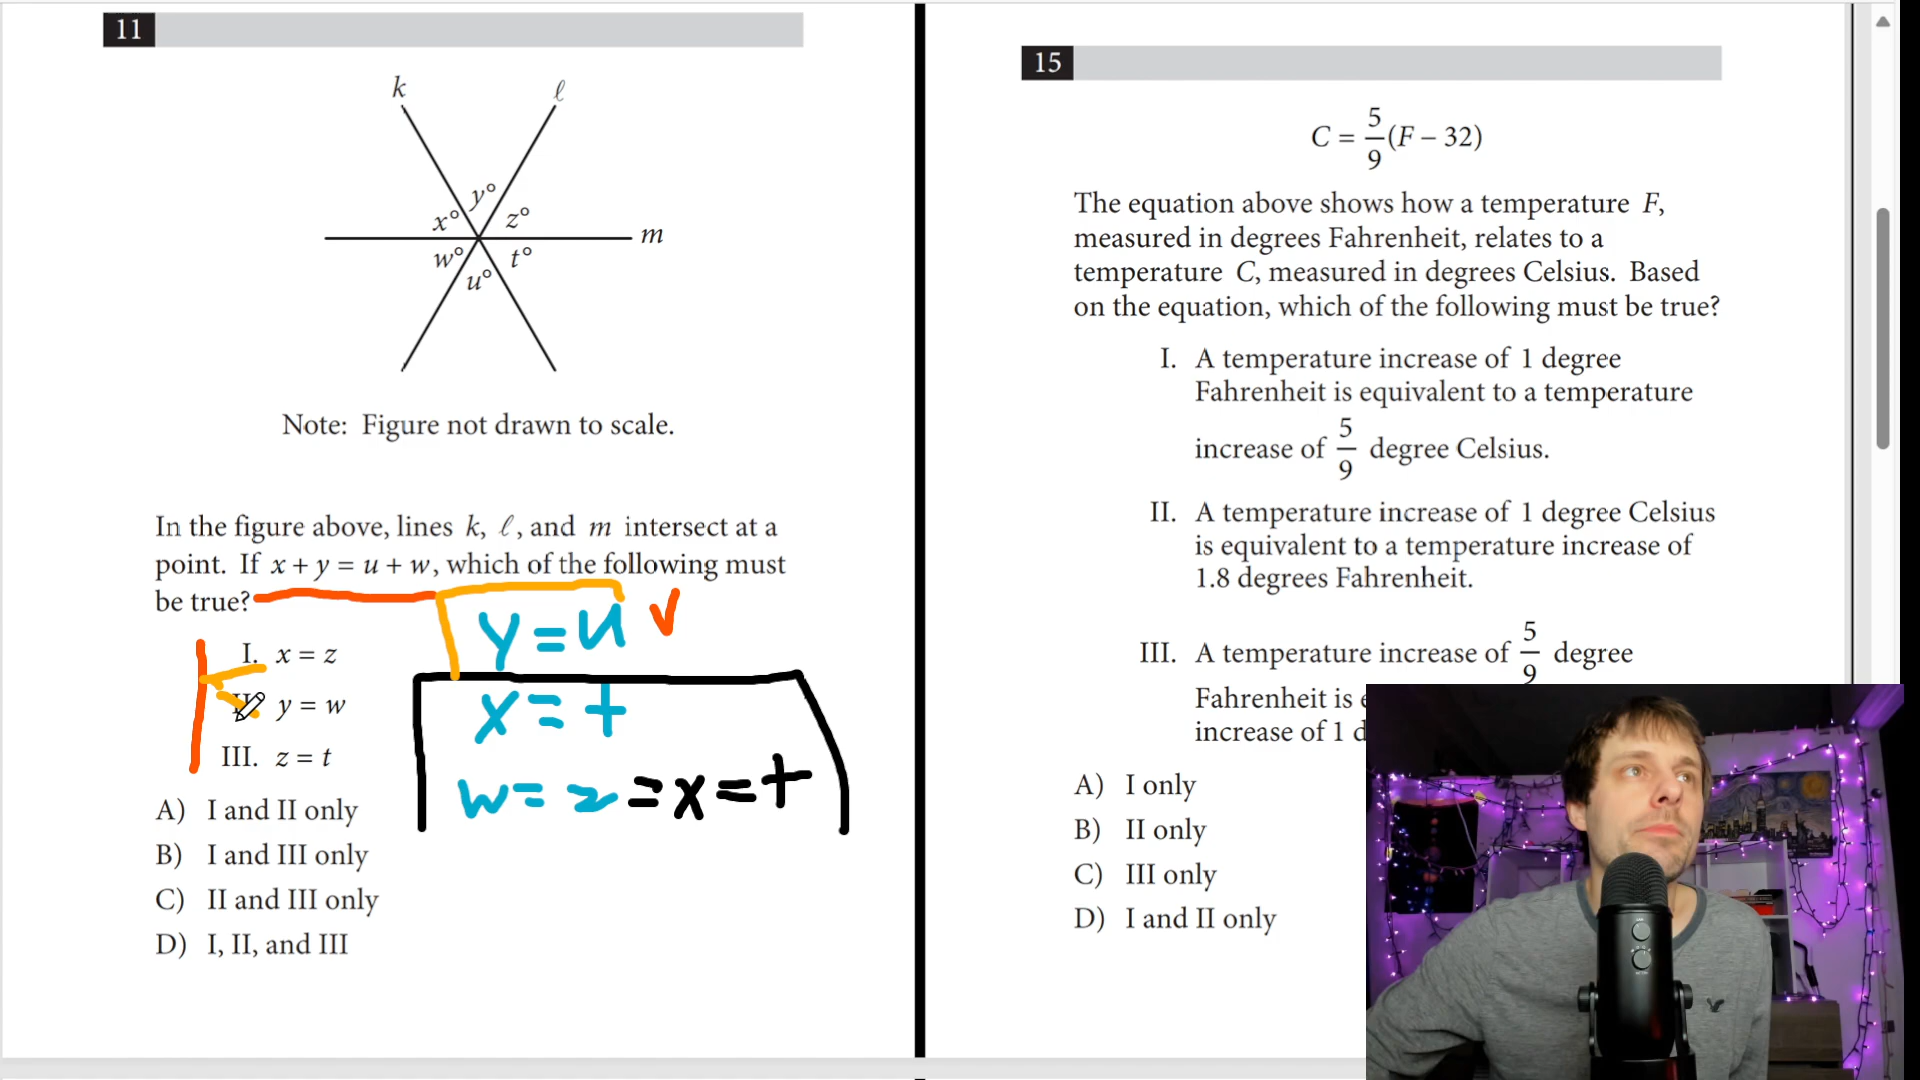 11
k
ℓ
y°
x°
z°
m
w°
t°
u°
Note: Figure not drawn to scale.
In the figure above, lines k, ℓ, and m intersect at a
point. If x + y = u + w, which of the following must
be true?
y = u ✓
I. x = z
x = t
y = w
III. z = t
w = z = x = t
A) I and II only
B) I and III only
C) II and III only
D) I, II, and III
15
C = 5/9 (F – 32)
The equation above shows how a temperature F,
measured in degrees Fahrenheit, relates to a
temperature C, measured in degrees Celsius. Based
on the equation, which of the following must be true?
I. A temperature increase of 1 degree
Fahrenheit is equivalent to a temperature
increase of 5/9 degree Celsius.
II. A temperature increase of 1 degree Celsius
is equivalent to a temperature increase of
1.8 degrees Fahrenheit.
III. A temperature increase of 5/9 degree
Fahrenheit is
increase of 1
A) I only
B) II only
C) III only
D) I and II only